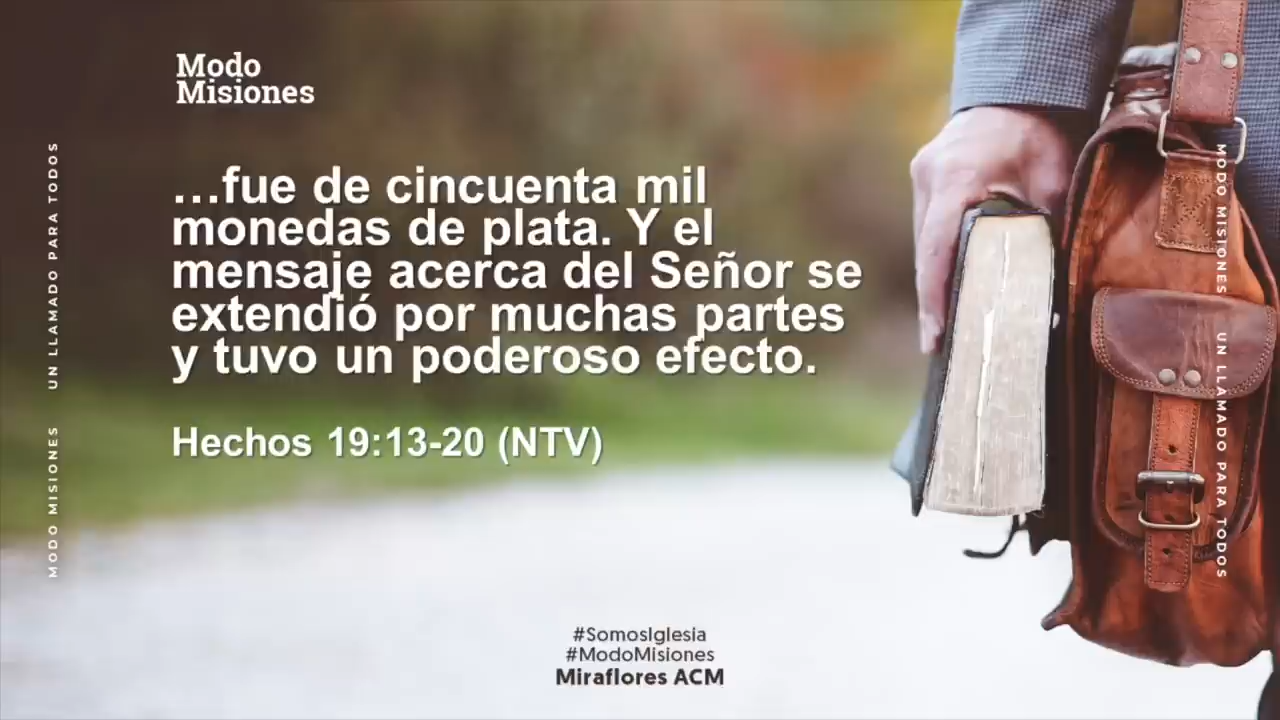 Modo
Misiones
…fue de cincuenta mil
monedas de plata. Y el
mensaje acerca del Señor se
extendió por muchas partes
y tuvo un poderoso efecto.
Hechos 19:13-20 (NTV)
MODO MISIONES UN LLAMADO PARA TODOS
MODO MISIONES UN LLAMADO PARA TODOS
#SomosIglesia
#ModoMisiones
Miraflores ACM